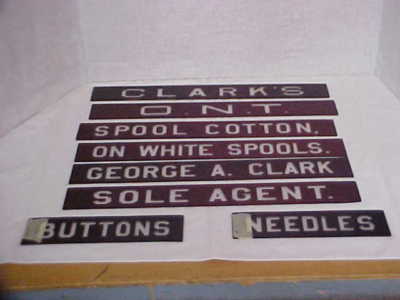 CLARK'S
O.N.T.
SPOOL COTTON,
ON WHITE SPOOLS.
GEORGE A. CLARK
SOLE AGENT.
BUTTONS
NEEDLES